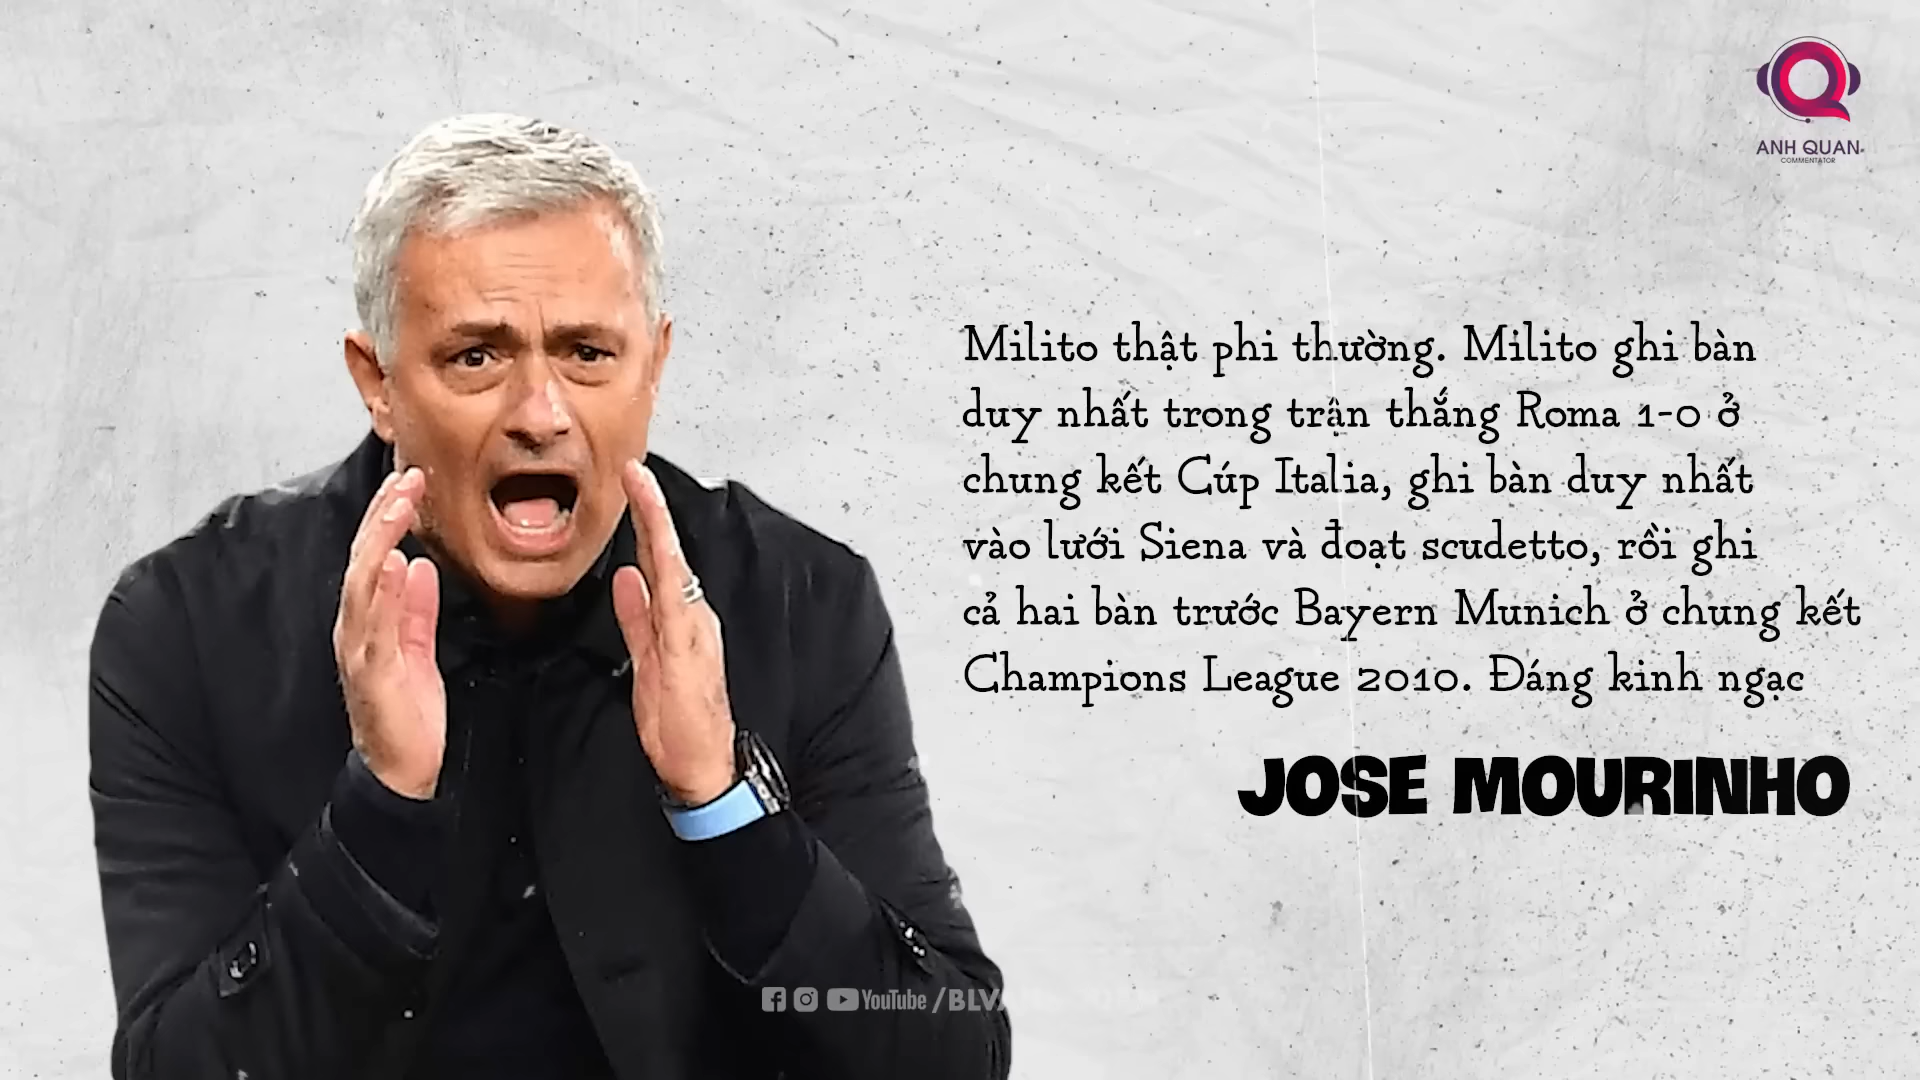 ANH QUAN
COMMENTATOR
Milito thật phi thường. Milito ghi bàn
duy nhất trong trận thắng Roma 1-0 ở
chung kết Cúp Italia, ghi bàn duy nhất
vào lưới Siena và đoạt scudetto, rồi ghi
cả hai bàn trước Bayern Munich ở chung kết
Champions League 2010. Đáng kinh ngạc
JOSE MOURINHO
YouTube